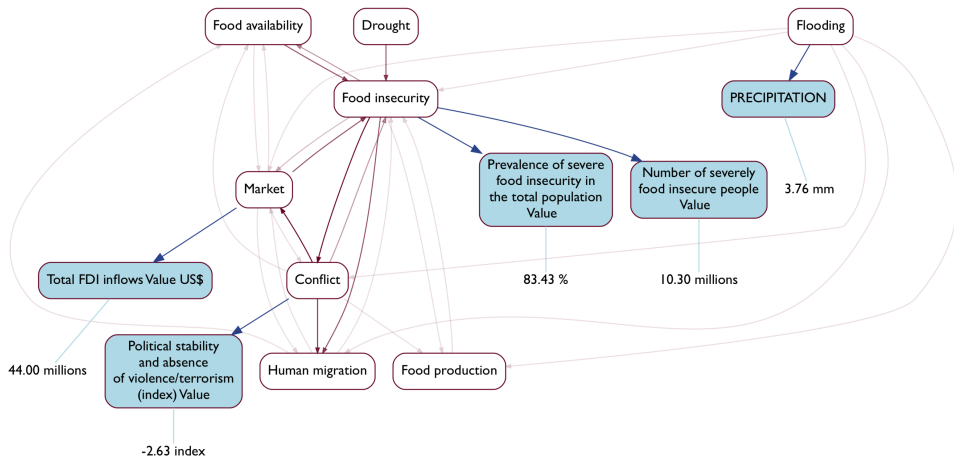 Food availability
Drought
Flooding
Food insecurity
PRECIPITATION
Prevalence of severe
food insecurity in
the total population
Value
Number of severely
food insecure people
Value
Market
3.76 mm
Total FDI inflows Value US$
Conflict
83.43 %
10.30 millions
Political stability
and absence
of violence/terrorism
(index) Value
Human migration
Food production
44.00 millions
-2.63 index